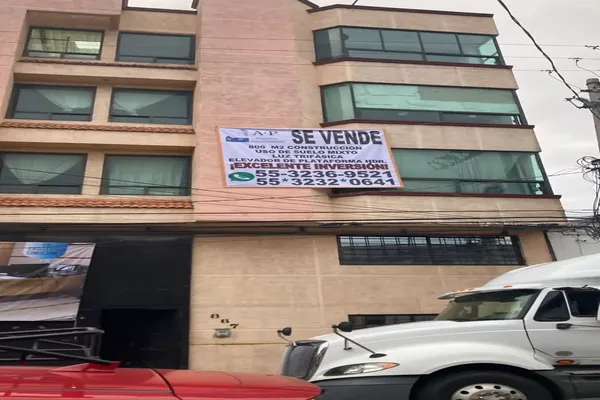 A·P
SE VENDE
800 M2 CONSTRUCCIÓN
USO DE SUELO MIXTO
LUZ TRIFÁSICA
ELEVADOR DE PLATAFORMA HDR.
¡EXCELENTE INVERSIÓN!
55-3236-9521
55*3232*0641
867